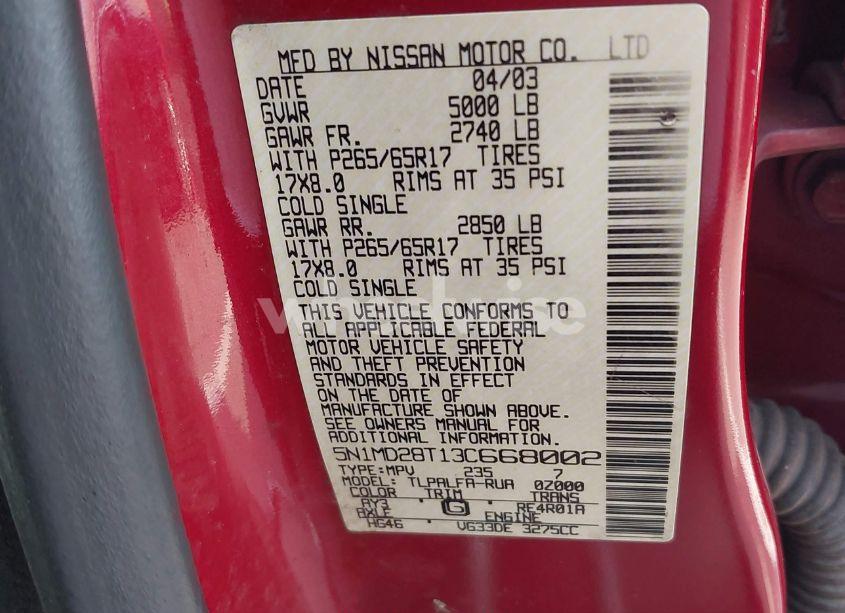 MFD BY NISSAN MOTOR CO. LTD
DATE 04/03
GVWR 5000 LB
GAWR FR. 2740 LB
WITH P265/65R17 TIRES
17X8.0 RIMS AT 35 PSI
COLD SINGLE
GAWR RR. 2850 LB
WITH P265/65R17 TIRES
17X8.0 RIMS AT 35 PSI
COLD SINGLE
THIS VEHICLE CONFORMS TO
ALL APPLICABLE FEDERAL
MOTOR VEHICLE SAFETY
AND THEFT PREVENTION
STANDARDS IN EFFECT
ON THE DATE OF
MANUFACTURE SHOWN ABOVE.
SEE OWNERS MANUAL FOR
ADDITIONAL INFORMATION.
5N1MD28T13C668002
TYPE:MPV 235 7
MODEL: TLPALFA-RUA 0Z000
COLOR TRIM TRANS
AY3 G RE4R01A
AXLE ENGINE
HG46 VG33DE 3275CC